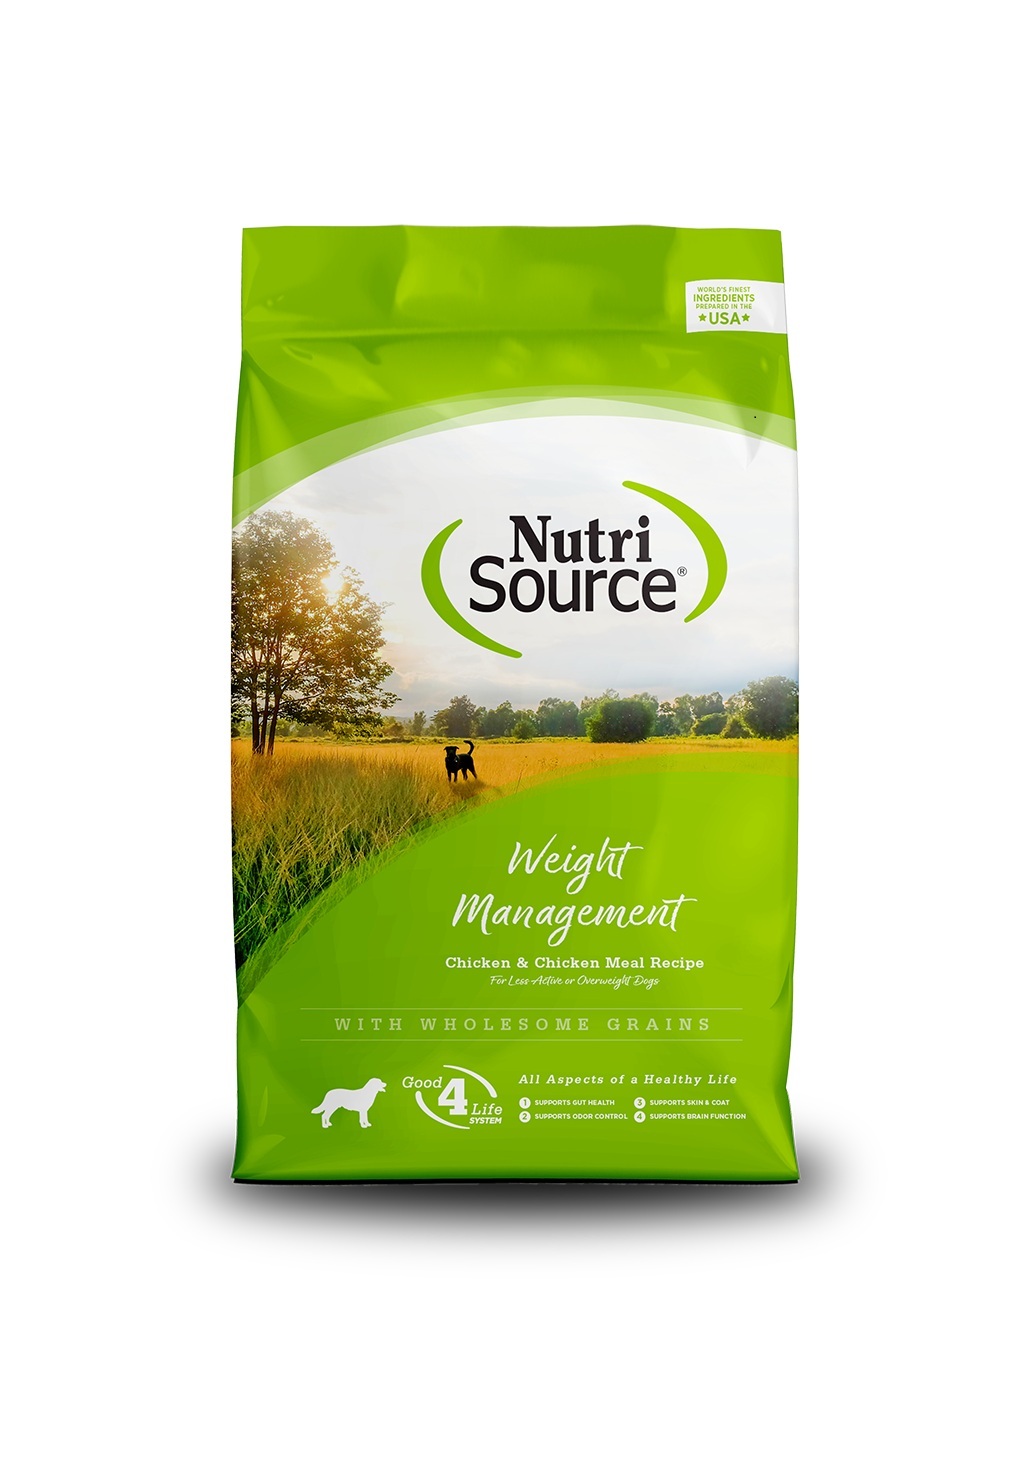 WORLD'S FINEST
INGREDIENTS
PREPARED IN THE
★USA★
Nutri
Source®
Weight
Management
Chicken & Chicken Meal Recipe
For Less Active or Overweight Dogs
WITH WHOLESOME GRAINS
Good 4 Life
SYSTEM
All Aspects of a Healthy Life
1 SUPPORTS GUT HEALTH
2 SUPPORTS ODOR CONTROL
3 SUPPORTS SKIN & COAT
4 SUPPORTS BRAIN FUNCTION